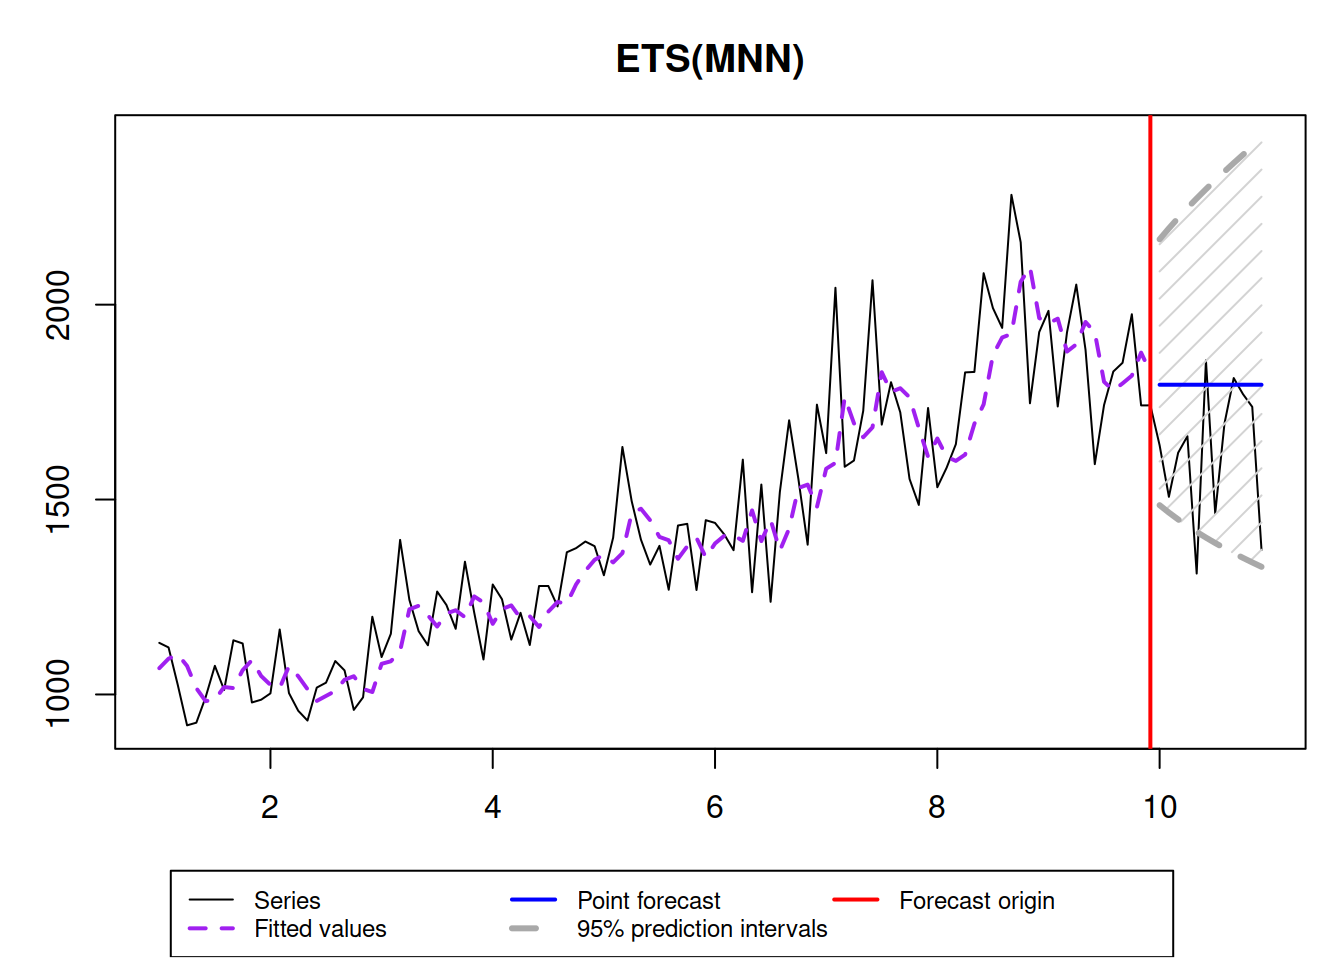 ETS(MNN)
2000
1500
1000
2 4 6 8 10
Series Point forecast Forecast origin
Fitted values 95% prediction intervals